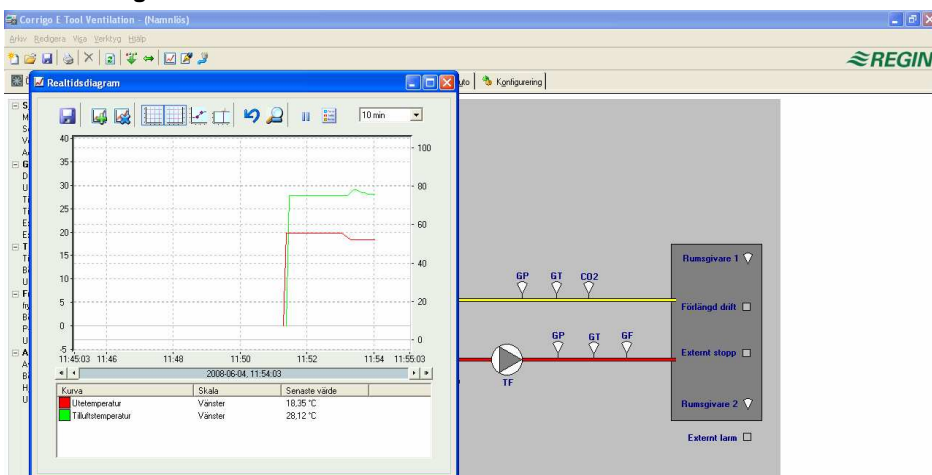 Corrigo E Tool Ventilation - (Namnlös)
Arkiv Redigera Visa Verktyg Hjälp
REGIN
Realtidsdiagram
Konfigurering
10 min
40
35
30
25
20
15
10
5
0
-5
100
80
60
40
20
0
11:45:03 11:46 11:48 11:50 11:52 11:54 11:55:03
2008-06-04, 11:54:03
Kurva Skala Senaste värde
Utetemperatur Vänster 18,35 °C
Tilluftstemperatur Vänster 28,12 °C
GP GT CO2
GP GT GF
TF
Rumsgivare 1
Förlängd drift
Externt stopp
Rumsgivare 2
Externt larm